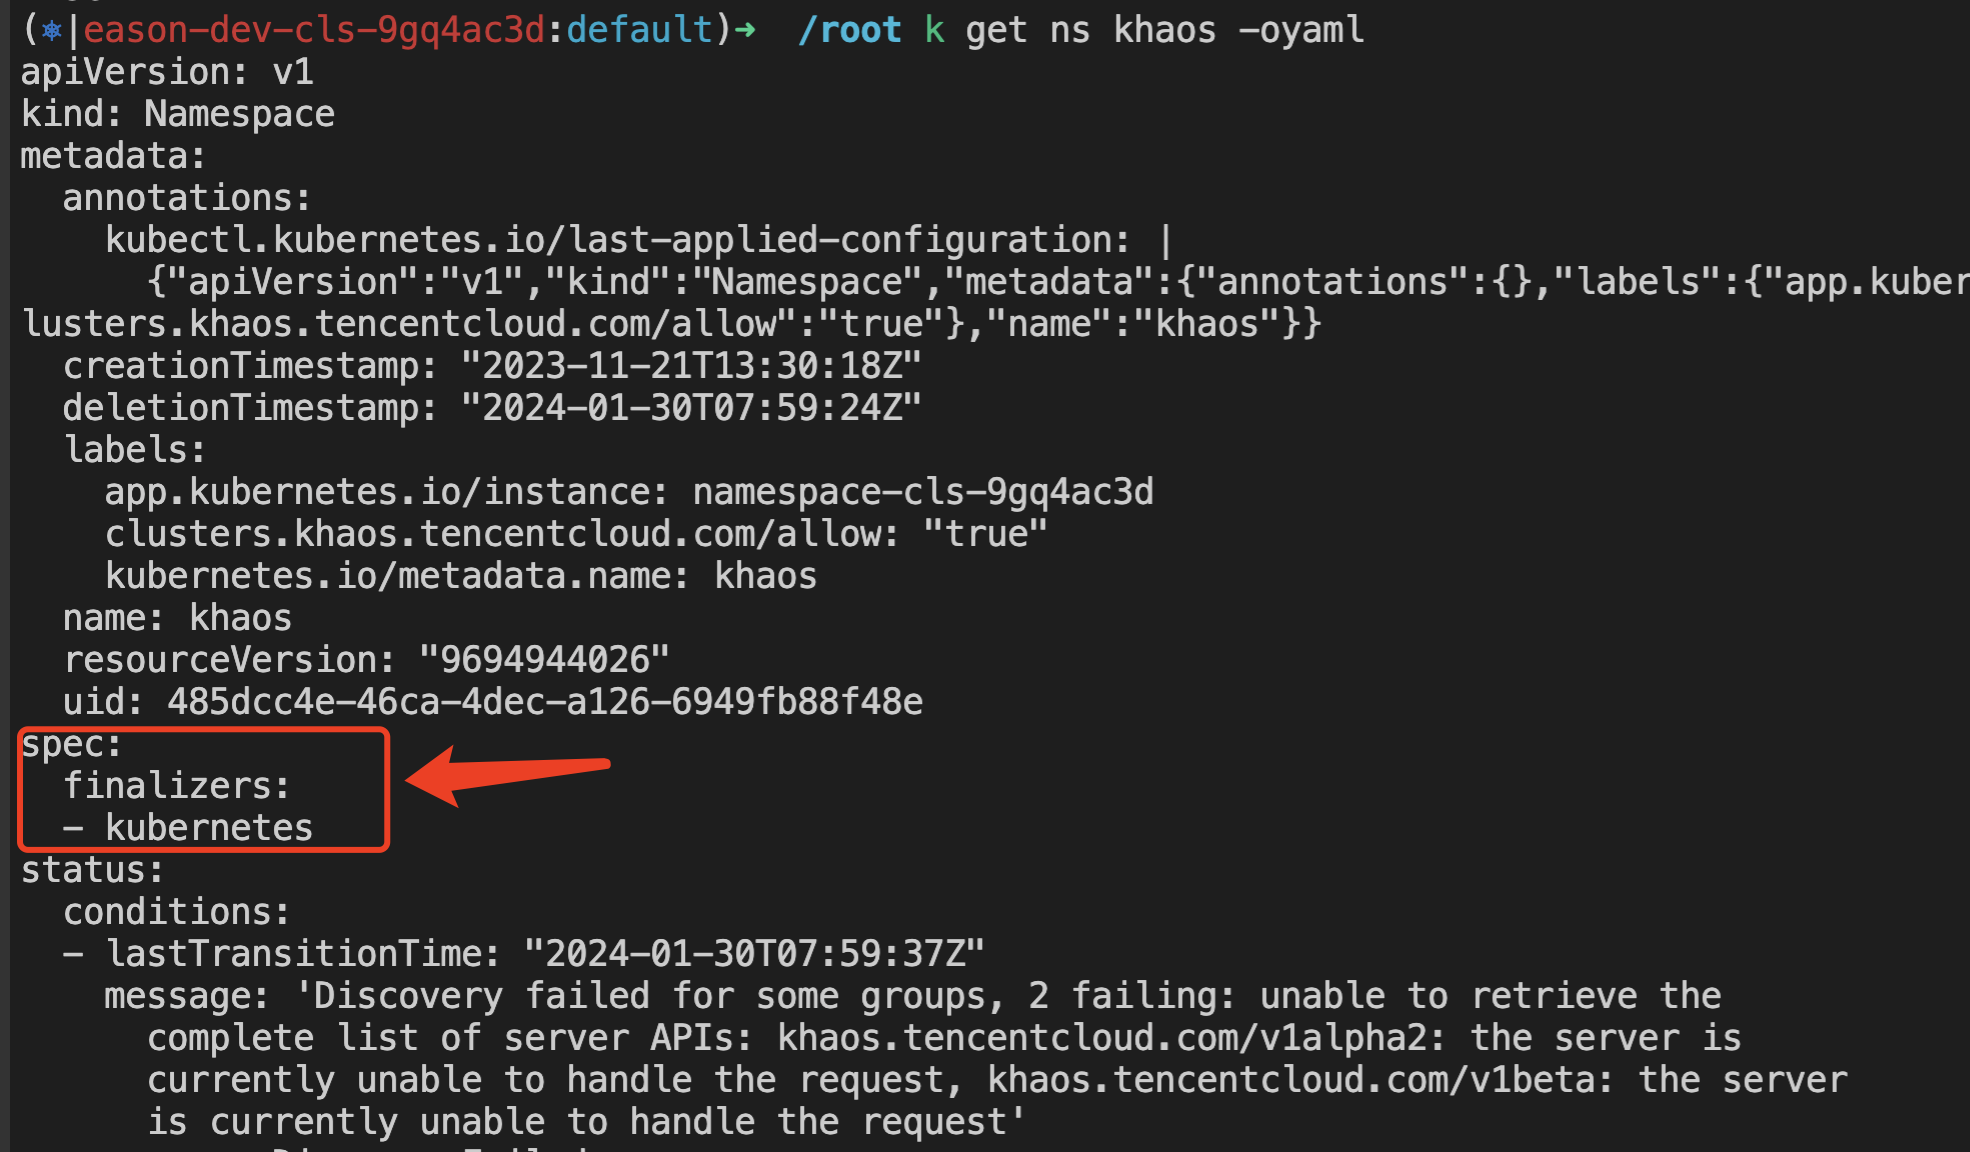 (⎈|eason-dev-cls-9gq4ac3d:default)➜  /root k get ns khaos -oyaml
apiVersion: v1
kind: Namespace
metadata:
  annotations:
    kubectl.kubernetes.io/last-applied-configuration: |
      {"apiVersion":"v1","kind":"Namespace","metadata":{"annotations":{},"labels":{"app.kuber
lusters.khaos.tencentcloud.com/allow":"true"},"name":"khaos"}}
  creationTimestamp: "2023-11-21T13:30:18Z"
  deletionTimestamp: "2024-01-30T07:59:24Z"
  labels:
    app.kubernetes.io/instance: namespace-cls-9gq4ac3d
    clusters.khaos.tencentcloud.com/allow: "true"
    kubernetes.io/metadata.name: khaos
  name: khaos
  resourceVersion: "9694944026"
  uid: 485dcc4e-46ca-4dec-a126-6949fb88f48e
spec:
  finalizers:
  - kubernetes
status:
  conditions:
  - lastTransitionTime: "2024-01-30T07:59:37Z"
    message: 'Discovery failed for some groups, 2 failing: unable to retrieve the
      complete list of server APIs: khaos.tencentcloud.com/v1alpha2: the server is
      currently unable to handle the request, khaos.tencentcloud.com/v1beta: the server
      is currently unable to handle the request'